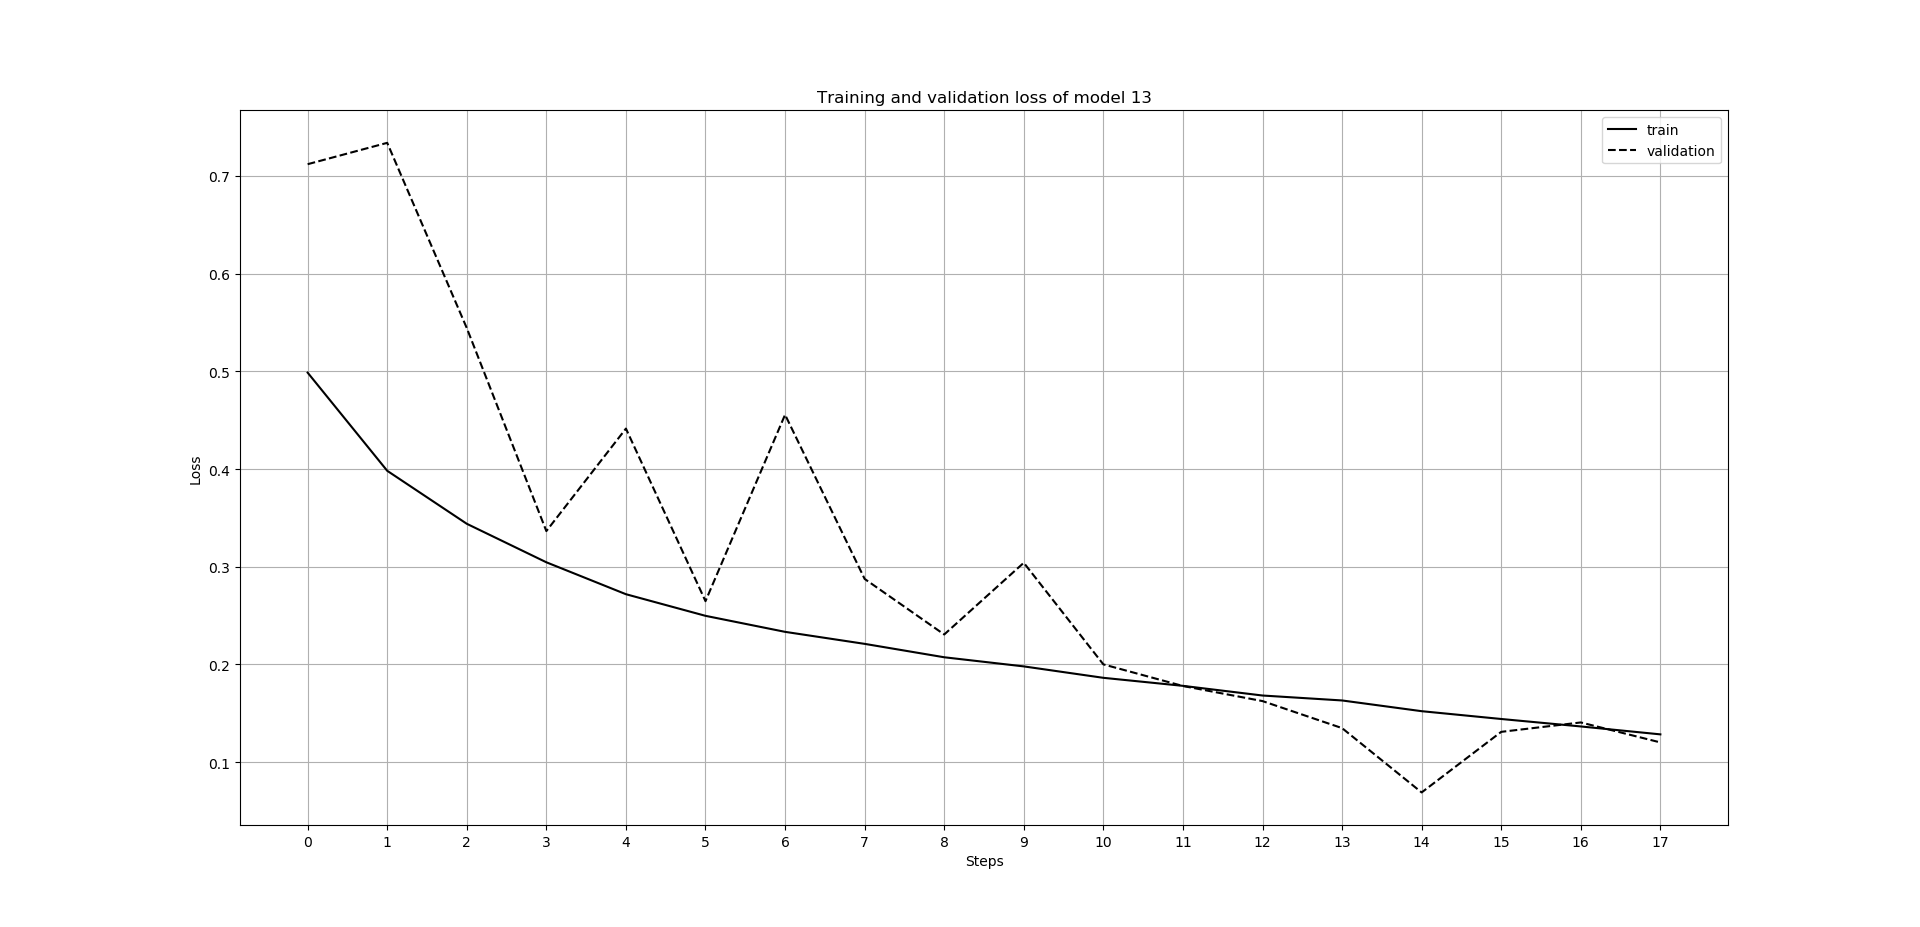 Training and validation loss of model 13
train
validation
0.7
0.6
0.5
0.4
0.3
0.2
0.1
Loss
0 1 2 3 4 5 6 7 8 9 10 11 12 13 14 15 16 17
Steps